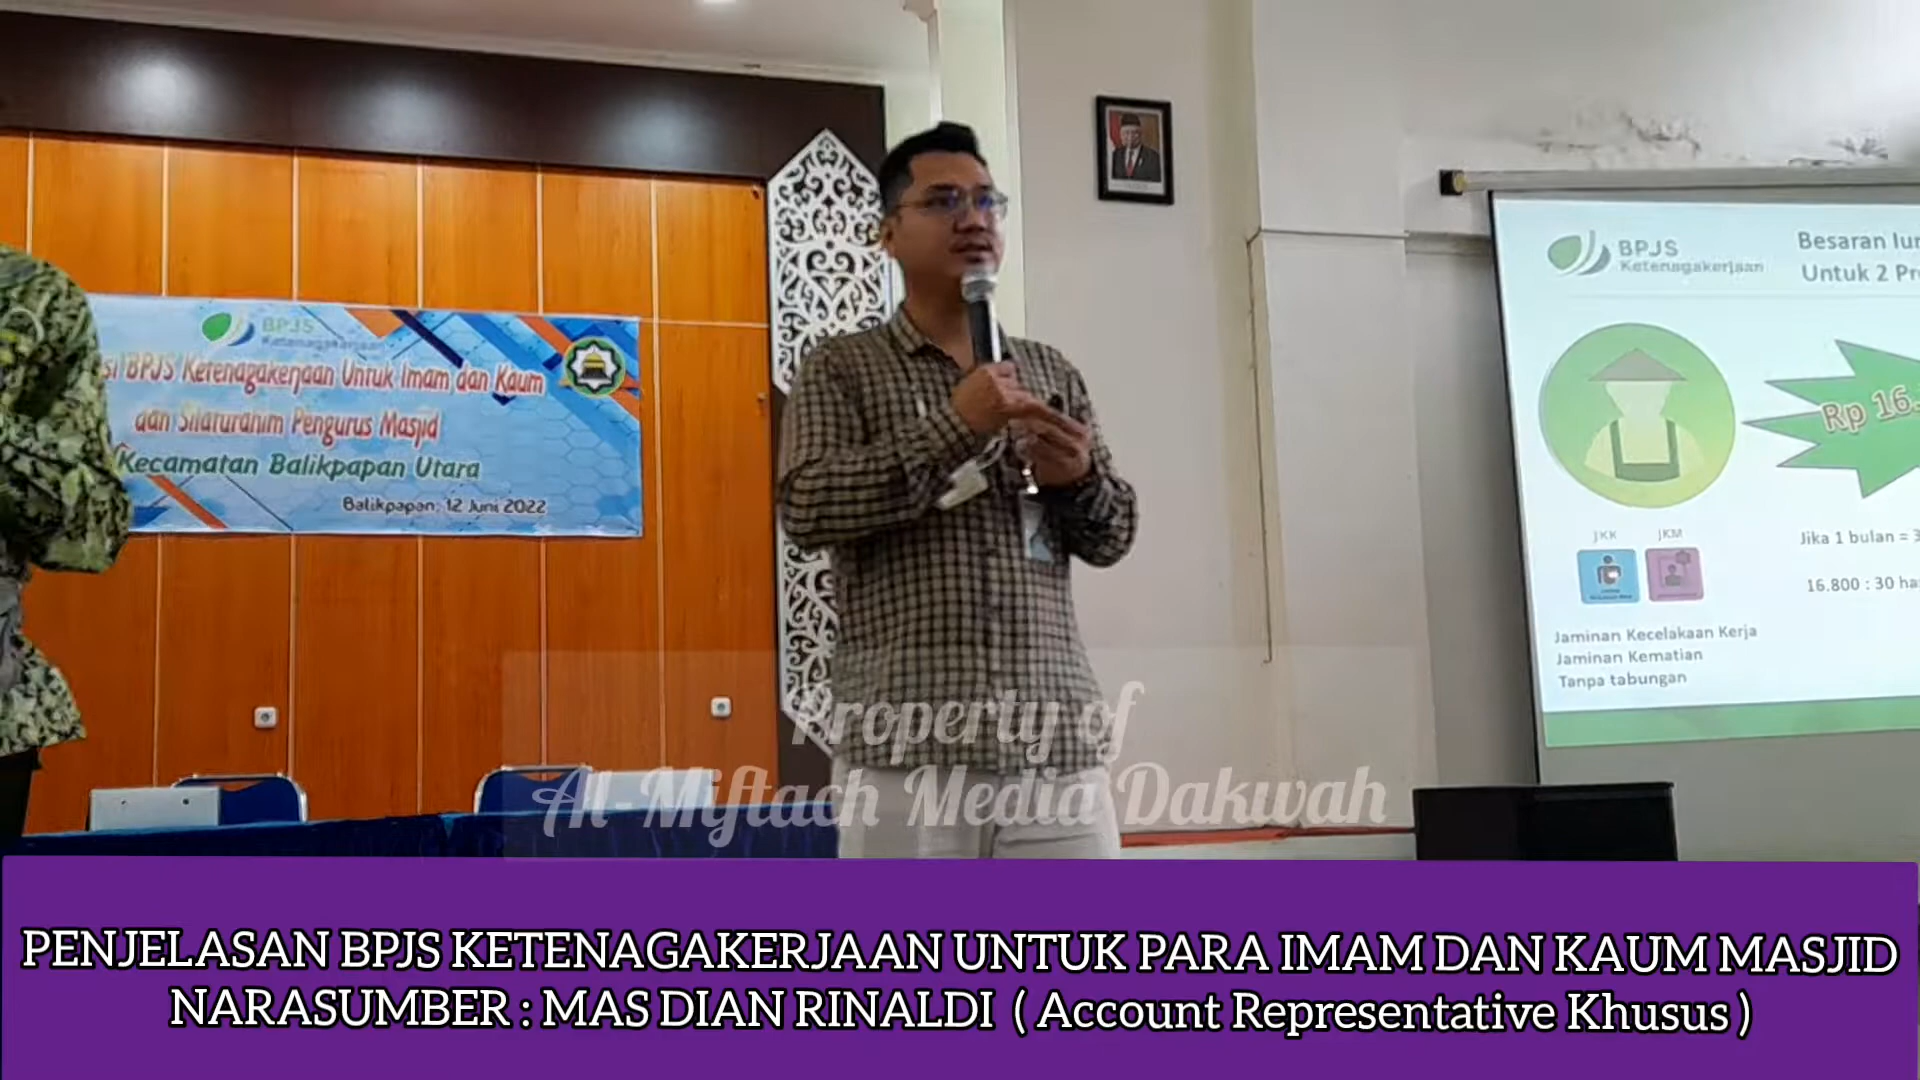 BPJS
Ketenagakerjaan
si BPJS Ketenagakerjaan Untuk Imam dan Kaum
dan Silaturahim Pengurus Masjid
Kecamatan Balikpapan Utara
Balikpapan, 12 Juni 2022
BPJS
Ketenagakerjaan
Besaran Iur
Untuk 2 Pr
Rp 16.
JKK JKM
Jika 1 bulan = 3
16.800 : 30 ha
Jaminan Kecelakaan Kerja
Jaminan Kematian
Tanpa tabungan
Property of
Al-Miftach Media Dakwah
PENJELASAN BPJS KETENAGAKERJAAN UNTUK PARA IMAM DAN KAUM MASJID
NARASUMBER : MAS DIAN RINALDI ( Account Representative Khusus )